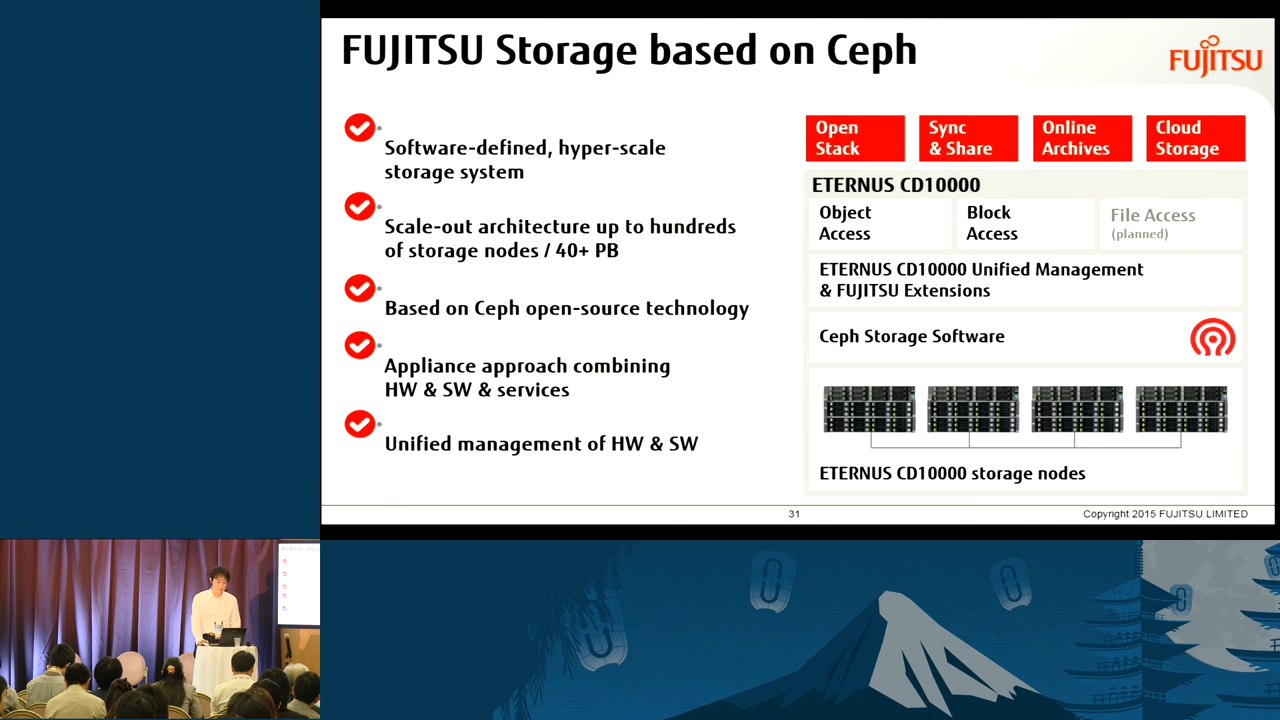 FUJITSU Storage based on Ceph
FUJITSU
Software-defined, hyper-scale
storage system
Scale-out architecture up to hundreds
of storage nodes / 40+ PB
Based on Ceph open-source technology
Appliance approach combining
HW & SW & services
Unified management of HW & SW
Open
Stack
Sync
& Share
Online
Archives
Cloud
Storage
ETERNUS CD10000
Object
Access
Block
Access
File Access
(planned)
ETERNUS CD10000 Unified Management
& FUJITSU Extensions
Ceph Storage Software
ETERNUS CD10000 storage nodes
31
Copyright 2015 FUJITSU LIMITED